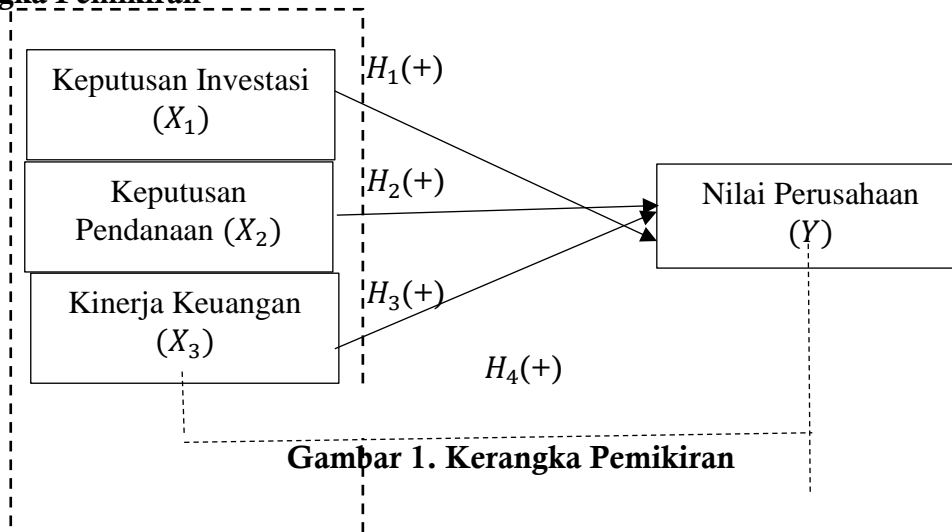 Keputusan Investasi
(𝑋₁)
𝐻₁(+)
Keputusan
Pendanaan (𝑋₂)
𝐻₂(+)
Nilai Perusahaan
(𝑌)
Kinerja Keuangan
(𝑋₃)
𝐻₃(+)
𝐻₄(+)
Gambar 1. Kerangka Pemikiran